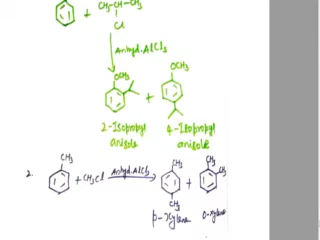 + CH₃-CH-CH₃
Cl
Anhyd. AlCl₃
OCH₃ OCH₃
+
2-Isopropyl 4-Isopropyl
anisole anisole
2. CH₃ + CH₃Cl Anhyd. AlCl₃ CH₃ + CH₃ CH₃
CH₃
p-Xylene o-xylene